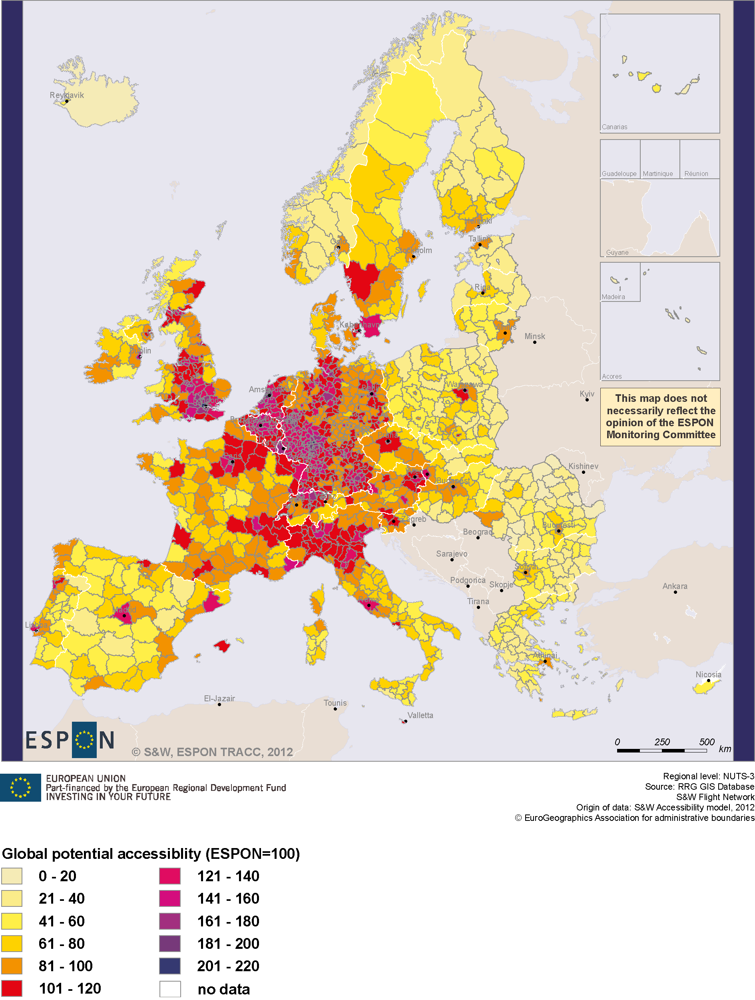 Reykjavik
Canarias
Guadeloupe
Martinique
Réunion
Guyane
Madeira
Acores
Helsinki
Tallinn
Oslo
Stockholm
Riga
København
Vilnius
Minsk
Dublin
Amsterdam
Berlin
Warszawa
Kyiv
London
This map does not
necessarily reflect the
opinion of the ESPON
Monitoring Committee
Praha
Paris
Kishinev
Wien
Budapest
Vaduz
Zagreb
Beograd
Bucuresti
Sarajevo
Sofiya
Podgorica
Skopje
Ankara
Tirana
Roma
Madrid
Lisboa
Athinai
Nicosia
El-Jazair
Tounis
Valletta
ESPON
© S&W, ESPON TRACC, 2012
0 250 500
km
EUROPEAN UNION
Part-financed by the European Regional Development Fund
INVESTING IN YOUR FUTURE
Regional level: NUTS-3
Source: RRG GIS Database
S&W Flight Network
Origin of data: S&W Accessibility model, 2012
© EuroGeographics Association for administrative boundaries
Global potential accessiblity (ESPON=100)
0 - 20
21 - 40
41 - 60
61 - 80
81 - 100
101 - 120
121 - 140
141 - 160
161 - 180
181 - 200
201 - 220
no data